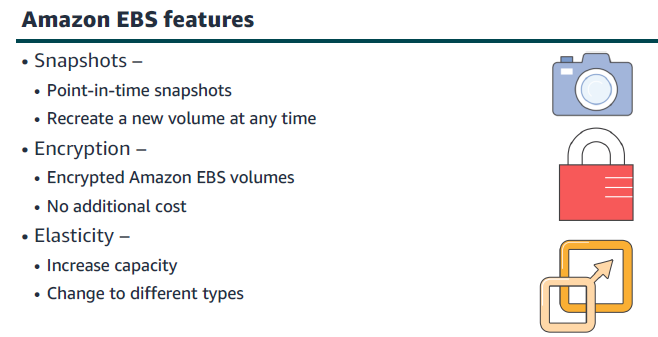 Amazon EBS features
• Snapshots –
• Point-in-time snapshots
• Recreate a new volume at any time
• Encryption –
• Encrypted Amazon EBS volumes
• No additional cost
• Elasticity –
• Increase capacity
• Change to different types